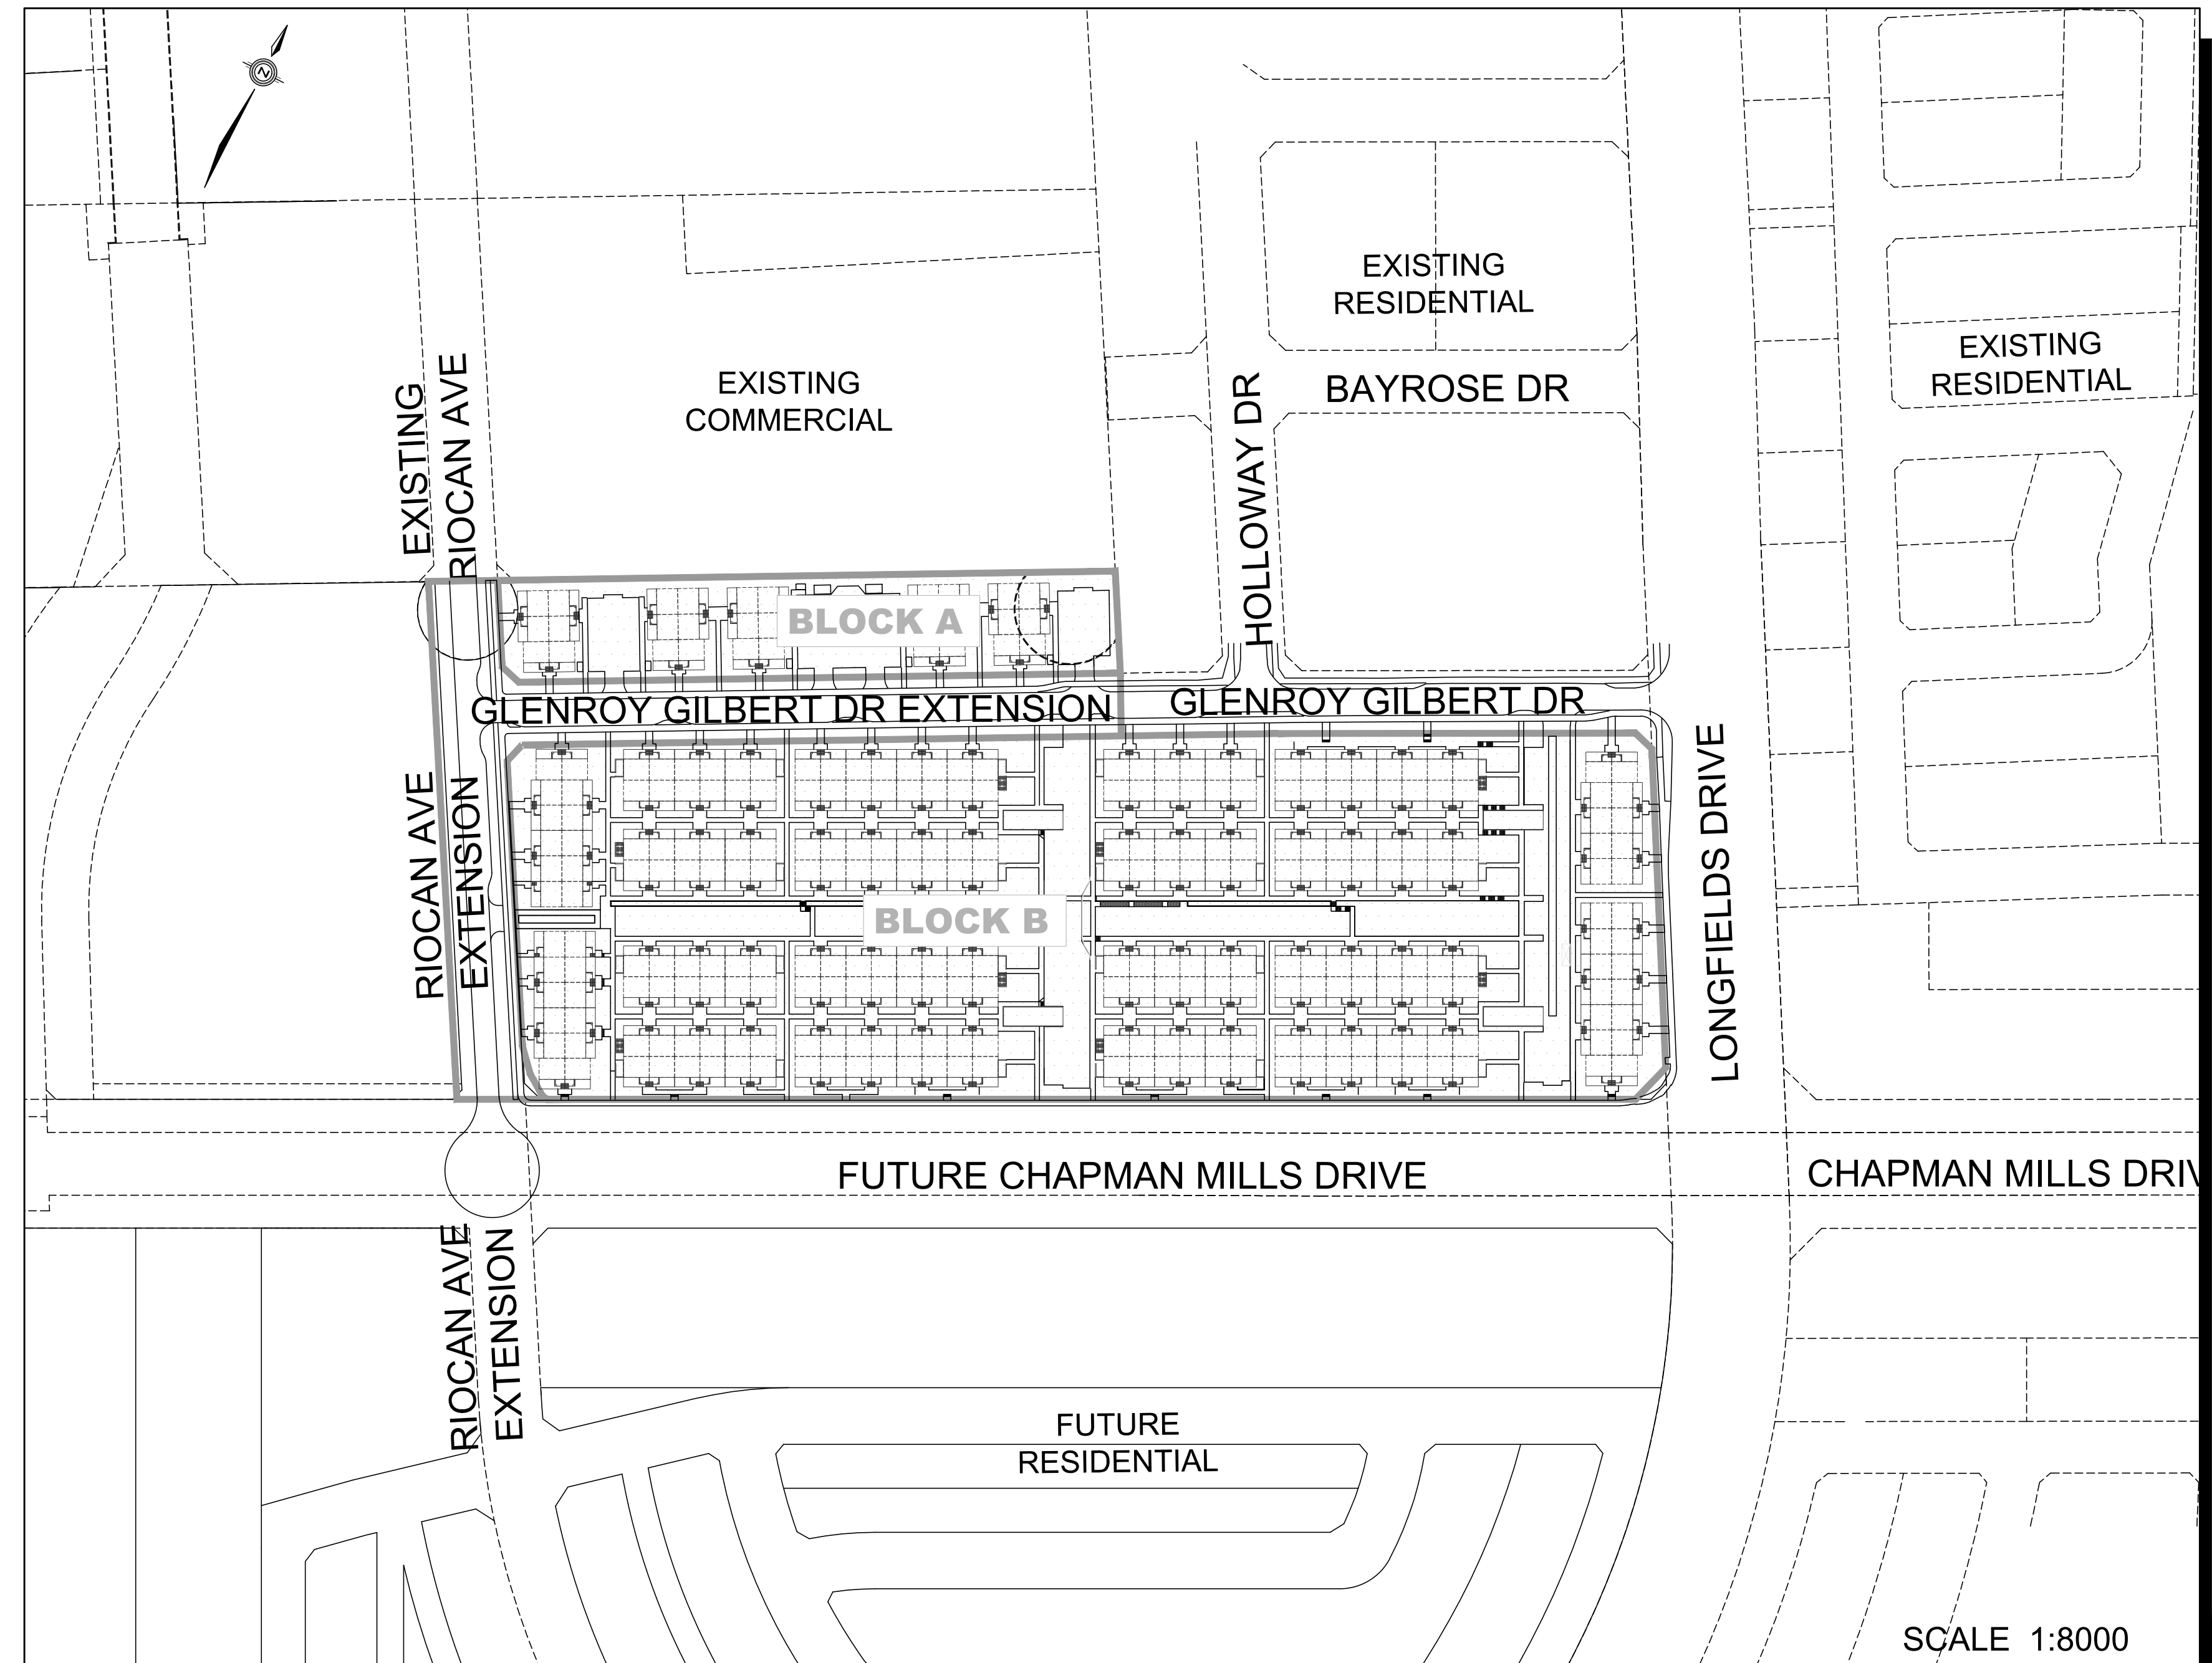 N
EXISTING
RESIDENTIAL
EXISTING
RESIDENTIAL
EXISTING
COMMERCIAL
BAYROSE DR
EXISTING
RIOCAN AVE
HOLLOWAY DR
BLOCK A
GLENROY GILBERT DR EXTENSION
GLENROY GILBERT DR
RIOCAN AVE
EXTENSION
LONGFIELDS DRIVE
BLOCK B
FUTURE CHAPMAN MILLS DRIVE
CHAPMAN MILLS DRIV
RIOCAN AVE
EXTENSION
FUTURE
RESIDENTIAL
SCALE 1:8000